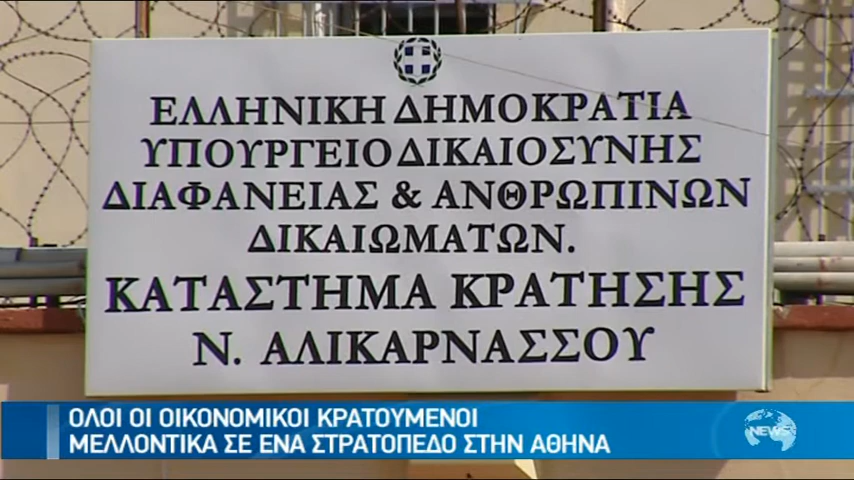 ΕΛΛΗΝΙΚΗ ΔΗΜΟΚΡΑΤΙΑ
ΥΠΟΥΡΓΕΙΟ ΔΙΚΑΙΟΣΥΝΗΣ
ΔΙΑΦΑΝΕΙΑΣ & ΑΝΘΡΩΠΙΝΩΝ
ΔΙΚΑΙΩΜΑΤΩΝ.
ΚΑΤΑΣΤΗΜΑ ΚΡΑΤΗΣΗΣ
Ν. ΑΛΙΚΑΡΝΑΣΣΟΥ
ΟΛΟΙ ΟΙ ΟΙΚΟΝΟΜΙΚΟΙ ΚΡΑΤΟΥΜΕΝΟΙ
ΜΕΛΛΟΝΤΙΚΑ ΣΕ ΕΝΑ ΣΤΡΑΤΟΠΕΔΟ ΣΤΗΝ ΑΘΗΝΑ
NEWS